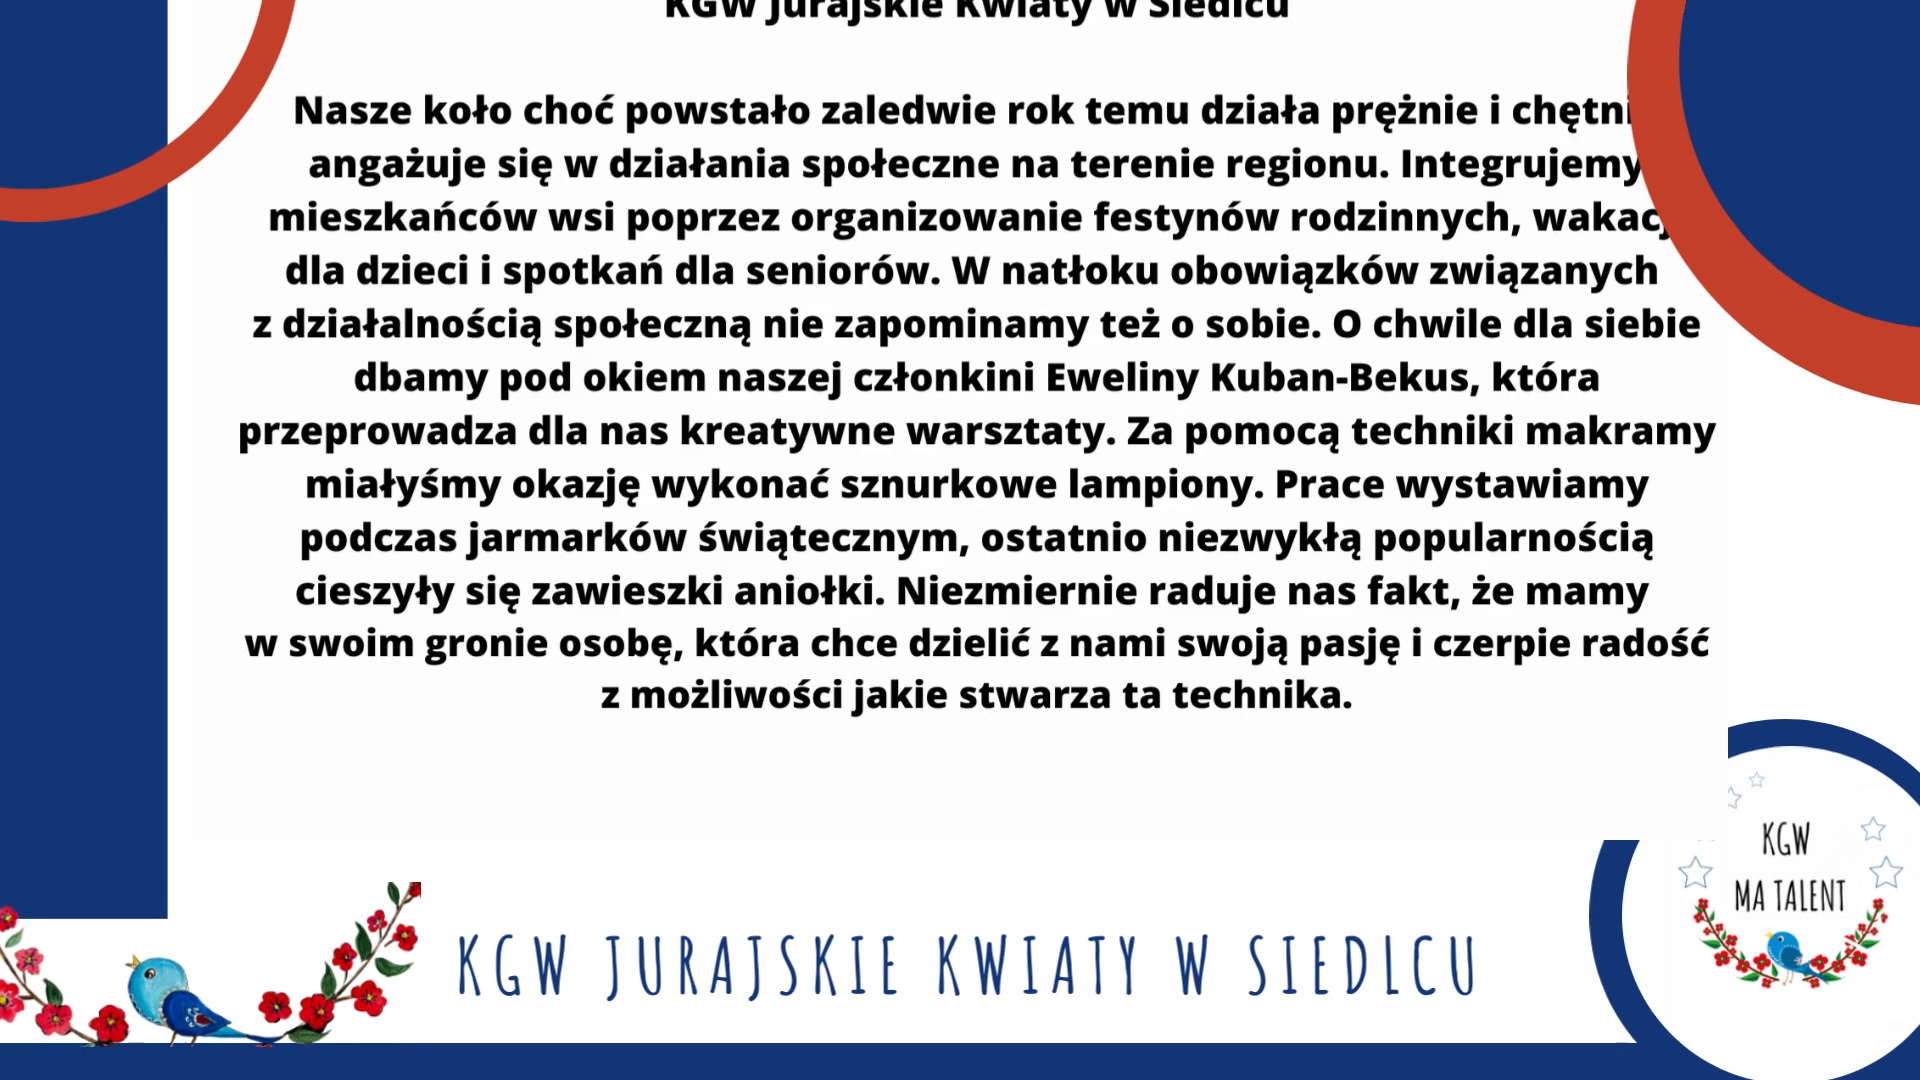 KGW Jurajskie Kwiaty w Siedlcu
Nasze koło choć powstało zaledwie rok temu działa prężnie i chętni
angażuje się w działania społeczne na terenie regionu. Integrujemy
mieszkańców wsi poprzez organizowanie festynów rodzinnych, wakacj
dla dzieci i spotkań dla seniorów. W natłoku obowiązków związanych
z działalnością społeczną nie zapominamy też o sobie. O chwile dla siebie
dbamy pod okiem naszej członkini Eweliny Kuban-Bekus, która
przeprowadza dla nas kreatywne warsztaty. Za pomocą techniki makramy
miałyśmy okazję wykonać sznurkowe lampiony. Prace wystawiamy
podczas jarmarków świątecznym, ostatnio niezwykłą popularnością
cieszyły się zawieszki aniołki. Niezmiernie raduje nas fakt, że mamy
w swoim gronie osobę, która chce dzielić z nami swoją pasję i czerpie radość
z możliwości jakie stwarza ta technika.
KGW
MA TALENT
KGW JURAJSKIE KWIATY W SIEDLCU